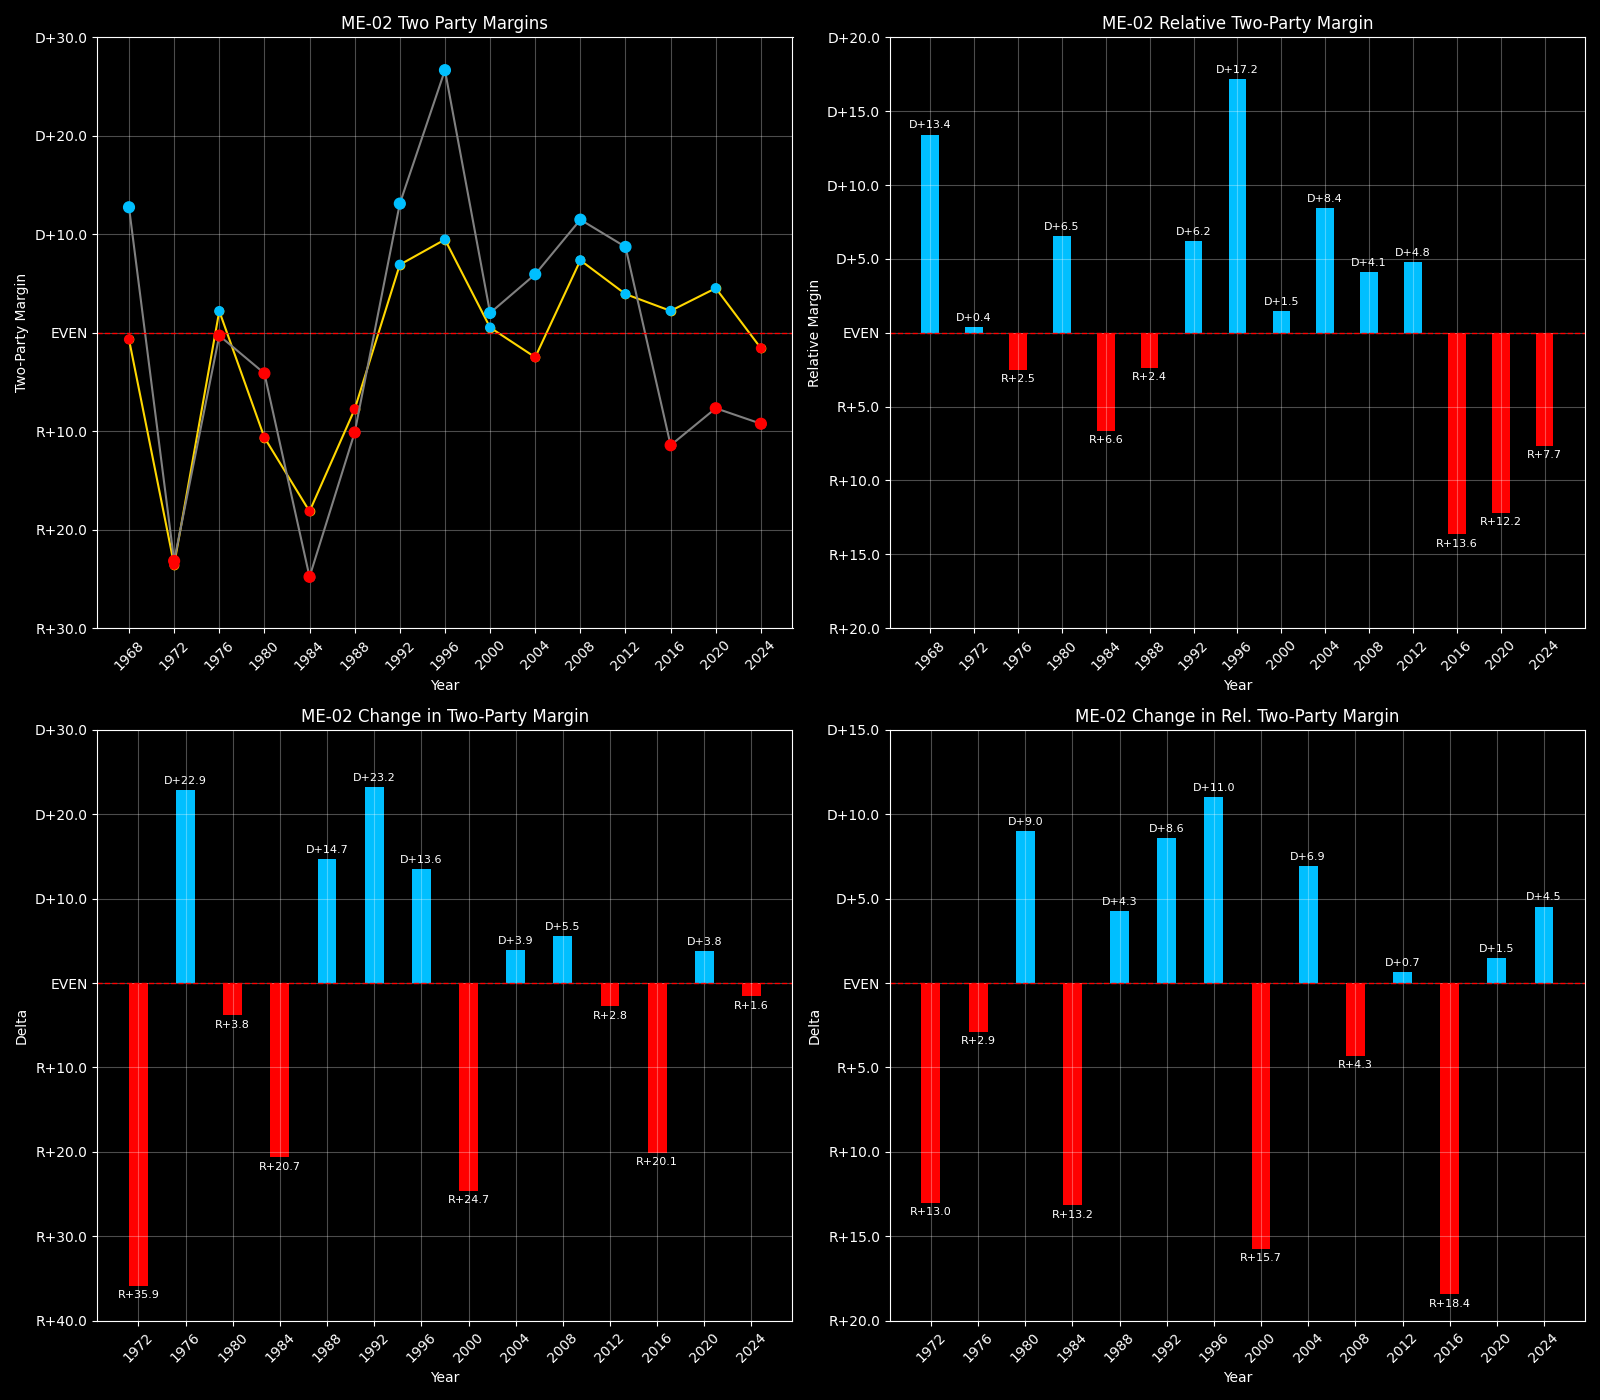 ME-02 Two Party Margins
D+30.0
D+20.0
D+10.0
EVEN
R+10.0
R+20.0
R+30.0
Two-Party Margin
1968 1972 1976 1980 1984 1988 1992 1996 2000 2004 2008 2012 2016 2020 2024
Year
ME-02 Relative Two-Party Margin
D+20.0
D+15.0
D+10.0
D+5.0
EVEN
R+5.0
R+10.0
R+15.0
R+20.0
Relative Margin
D+13.4
D+0.4
R+2.5
D+6.5
R+6.6
R+2.4
D+6.2
D+17.2
D+1.5
D+8.4
D+4.1
D+4.8
R+13.6
R+12.2
R+7.7
1968 1972 1976 1980 1984 1988 1992 1996 2000 2004 2008 2012 2016 2020 2024
Year
ME-02 Change in Two-Party Margin
D+30.0
D+20.0
D+10.0
EVEN
R+10.0
R+20.0
R+30.0
R+40.0
Delta
R+35.9
D+22.9
R+3.8
R+20.7
D+14.7
D+23.2
D+13.6
R+24.7
D+3.9
D+5.5
R+2.8
R+20.1
D+3.8
R+1.6
1972 1976 1980 1984 1988 1992 1996 2000 2004 2008 2012 2016 2020 2024
Year
ME-02 Change in Rel. Two-Party Margin
D+15.0
D+10.0
D+5.0
EVEN
R+5.0
R+10.0
R+15.0
R+20.0
Delta
R+13.0
R+2.9
D+9.0
R+13.2
D+4.3
D+8.6
D+11.0
R+15.7
D+6.9
R+4.3
D+0.7
R+18.4
D+1.5
D+4.5
1972 1976 1980 1984 1988 1992 1996 2000 2004 2008 2012 2016 2020 2024
Year